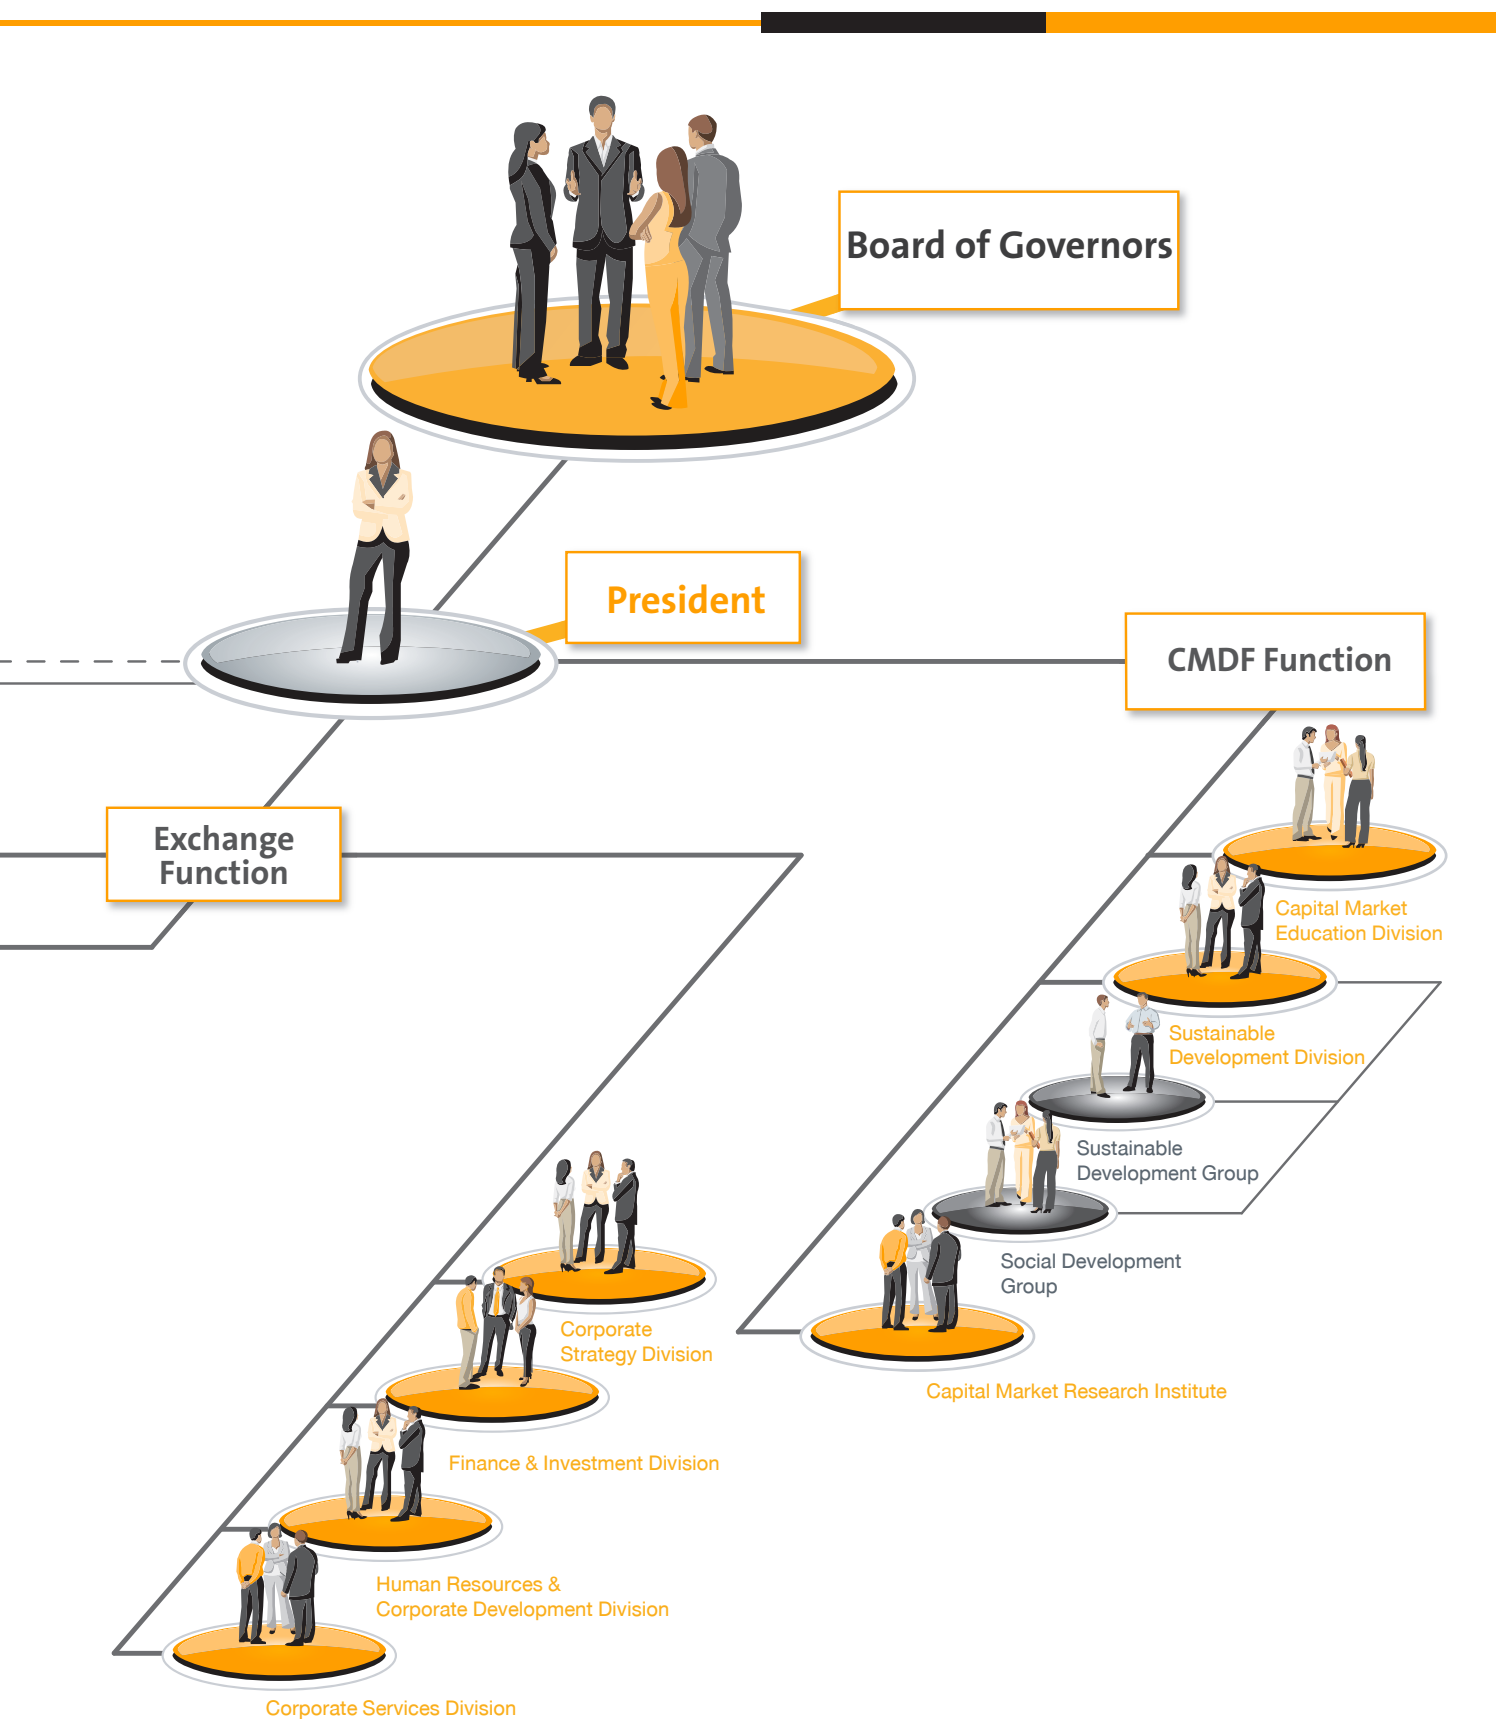 Board of Governors
President
CMDF Function
Exchange
Function
Capital Market
Education Division
Sustainable
Development Division
Sustainable
Development Group
Social Development
Group
Capital Market Research Institute
Corporate
Strategy Division
Finance & Investment Division
Human Resources &
Corporate Development Division
Corporate Services Division